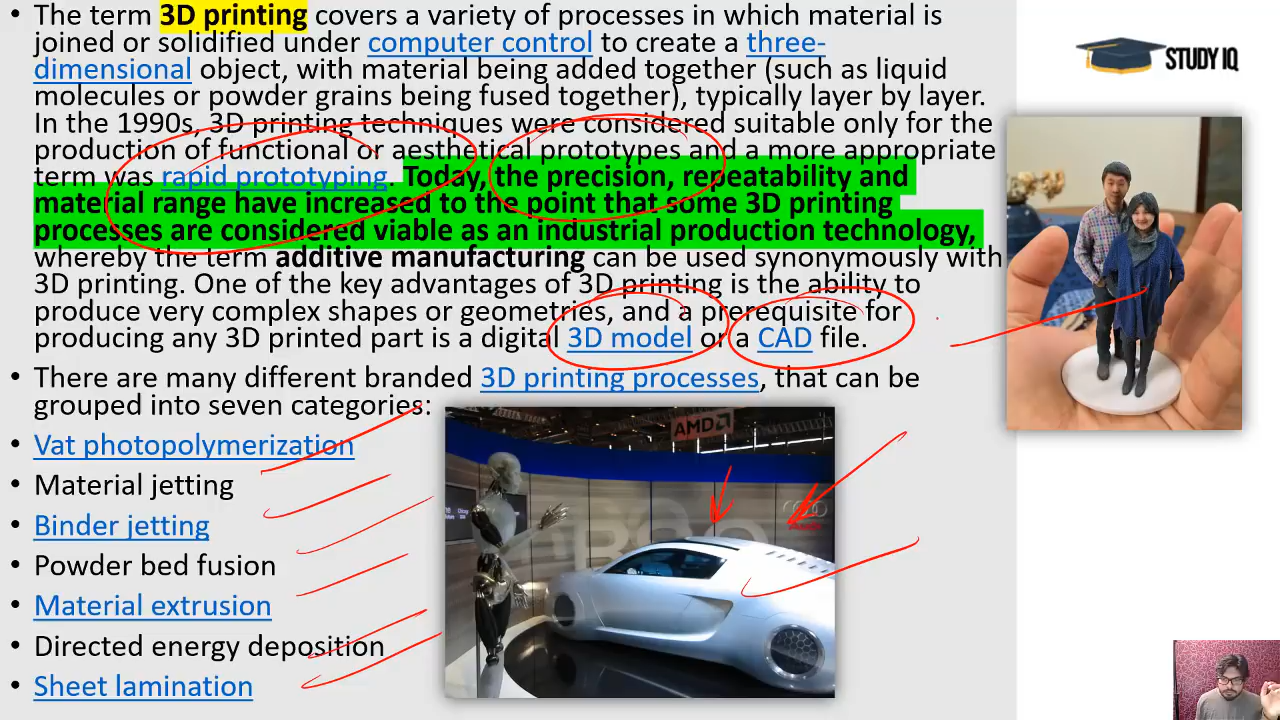 • The term 3D printing covers a variety of processes in which material is
joined or solidified under computer control to create a three-
dimensional object, with material being added together (such as liquid
molecules or powder grains being fused together), typically layer by layer.
In the 1990s, 3D printing techniques were considered suitable only for the
production of functional or aesthetical prototypes and a more appropriate
term was rapid prototyping. Today, the precision, repeatability and
material range have increased to the point that some 3D printing
processes are considered viable as an industrial production technology,
whereby the term additive manufacturing can be used synonymously with
3D printing. One of the key advantages of 3D printing is the ability to
produce very complex shapes or geometries, and a prerequisite for
producing any 3D printed part is a digital 3D model or a CAD file.
• There are many different branded 3D printing processes, that can be
grouped into seven categories:
• Vat photopolymerization
• Material jetting
• Binder jetting
• Powder bed fusion
• Material extrusion
• Directed energy deposition
• Sheet lamination
STUDY IQ
AMD
Audi